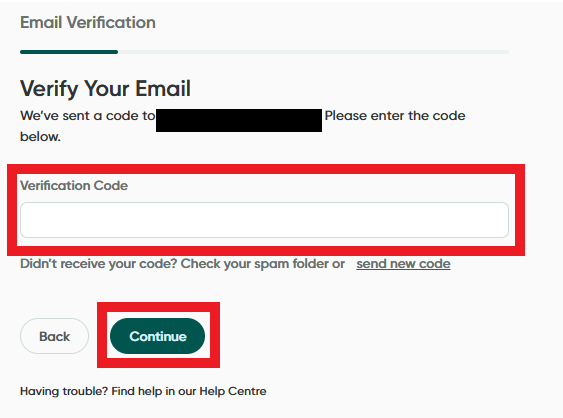 Email Verification
Verify Your Email
We've sent a code to Please enter the code
below.
Verification Code
Didn't receive your code? Check your spam folder or send new code
Back Continue
Having trouble? Find help in our Help Centre